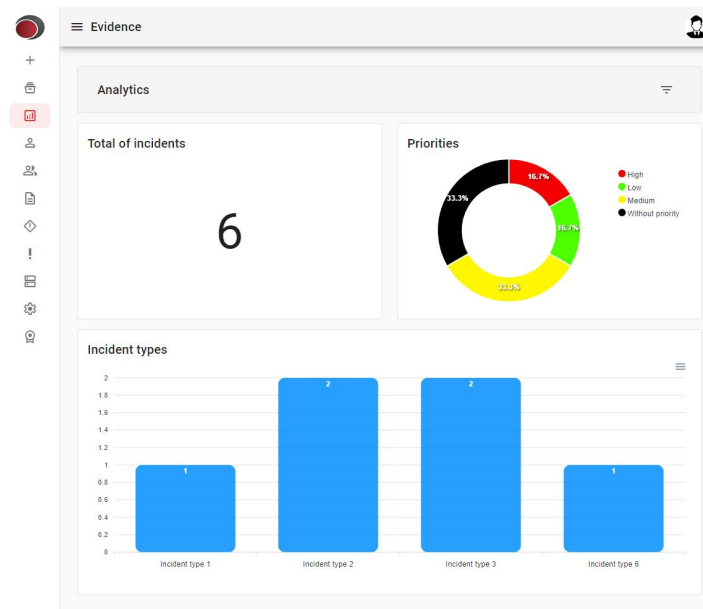 Evidence
Analytics
Total of incidents
6
Priorities
16.7%
16.7%
33.3%
33.3%
High
Low
Medium
Without priority
Incident types
2
1.8
1.6
1.4
1.2
1
0.8
0.6
0.4
0.2
0
1
2
2
1
Incident type 1
Incident type 2
Incident type 3
Incident type 6